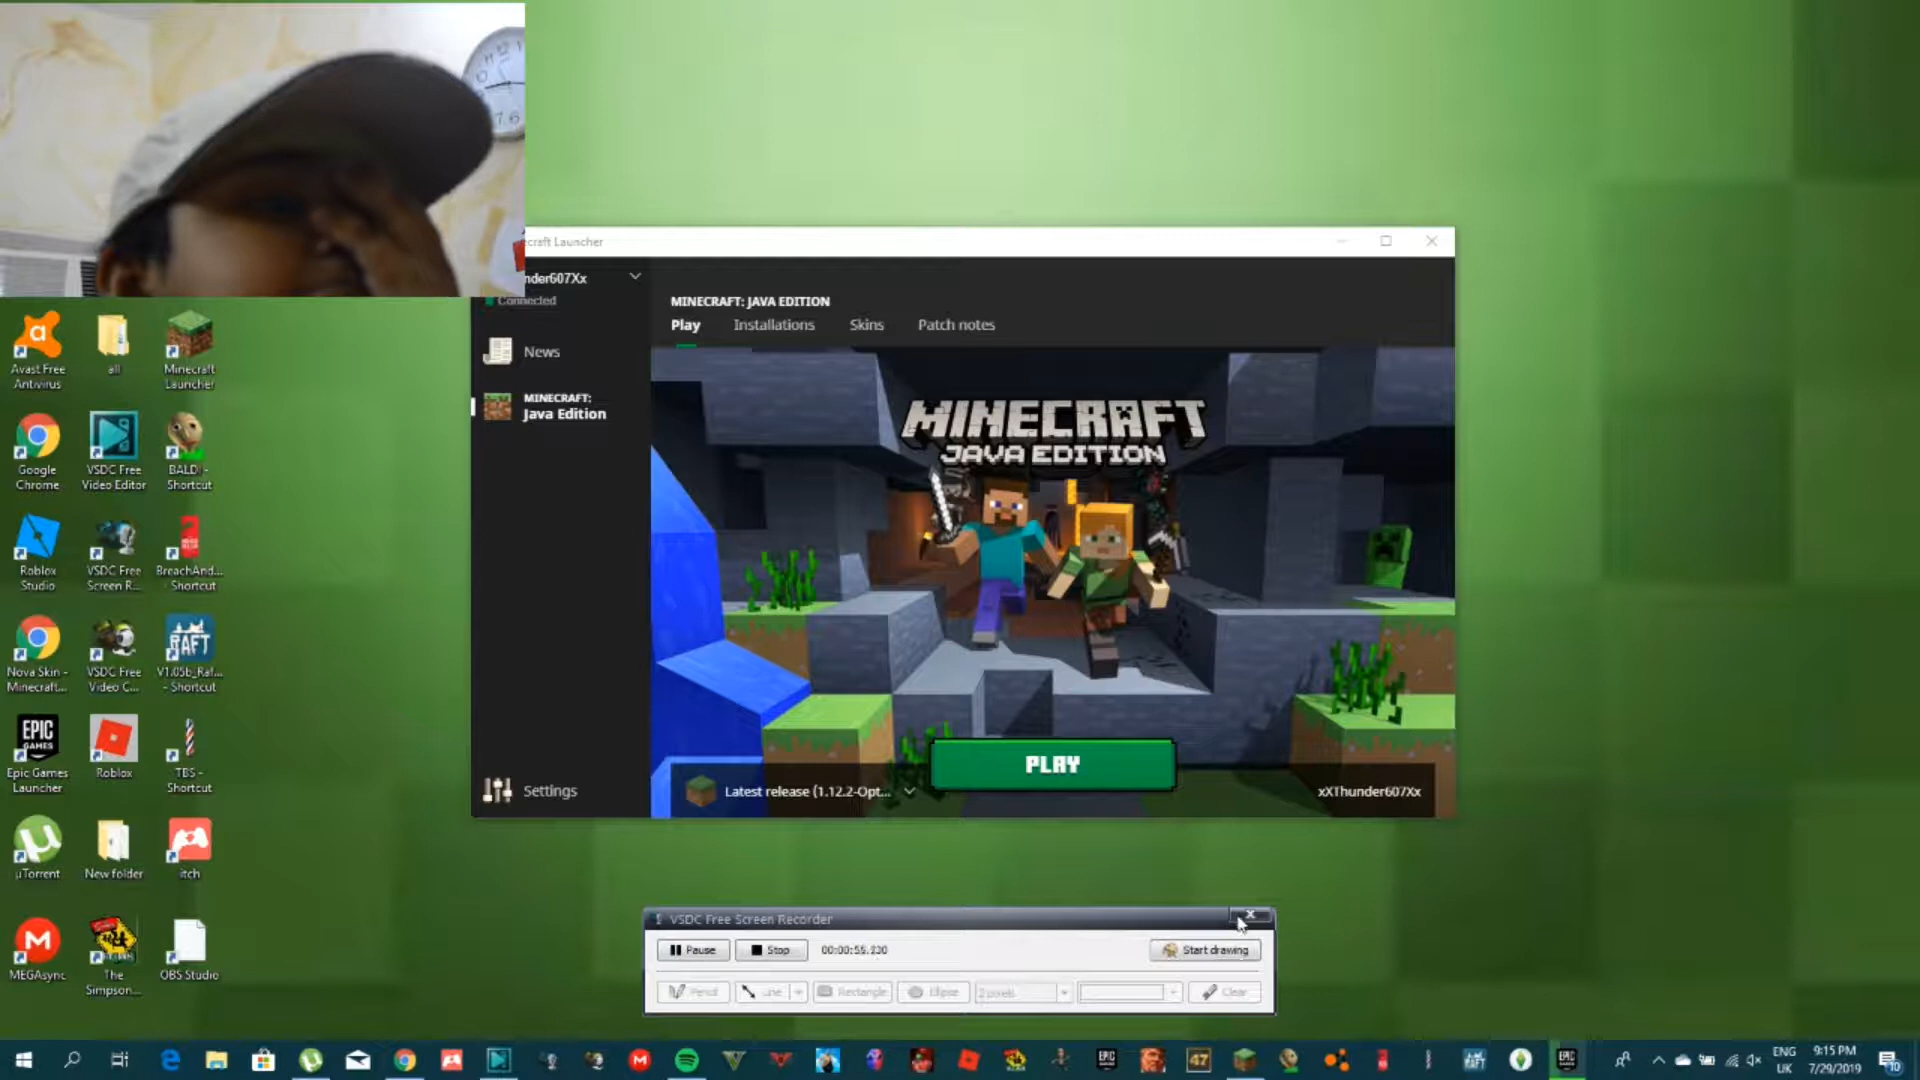 craft Launcher
nder607Xx
Connected
News
MINECRAFT:
Java Edition
Settings
MINECRAFT: JAVA EDITION
Play
Installations
Skins
Patch notes
MINECRAFT
JAVA EDITION
PLAY
Latest release (1.12.2-Opt...
xXThunder607Xx
Avast Free
Antivirus
all
Minecraft
Launcher
Google
Chrome
VSDC Free
Video Editor
BALDI -
Shortcut
Roblox
Studio
VSDC Free
Screen R...
BreachAnd...
- Shortcut
Nova Skin -
Minecraft...
VSDC Free
Video C...
RAFT
V1.05b_Raf...
- Shortcut
EPIC
GAMES
Epic Games
Launcher
Roblox
TBS -
Shortcut
µTorrent
New folder
itch
MEGAsync
The
Simpson...
OBS Studio
VSDC Free Screen Recorder
Pause
Stop
Start drawing
Pencil
Line
Rectangle
Ellipse
2 pixels
Clear
ENG
UK
9:15 PM
7/29/2019